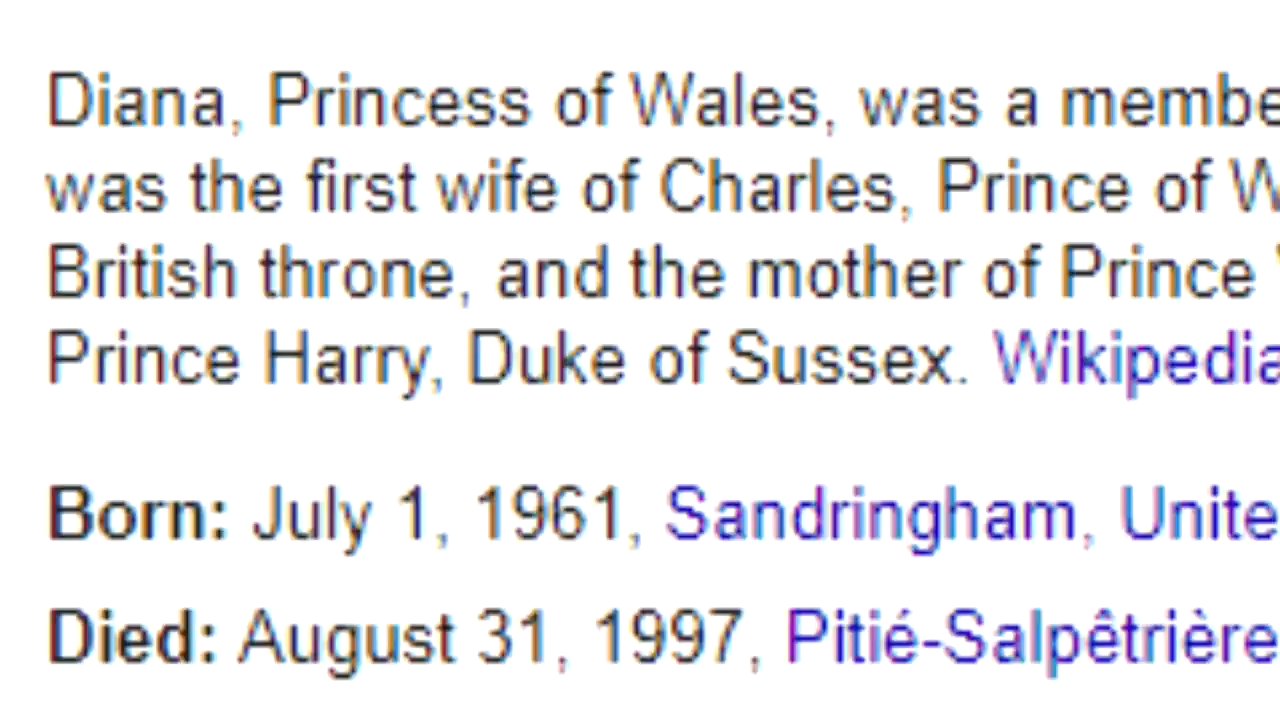 Diana, Princess of Wales, was a membe
was the first wife of Charles, Prince of W
British throne, and the mother of Prince
Prince Harry, Duke of Sussex. Wikipedia
Born: July 1, 1961, Sandringham, Unite
Died: August 31, 1997, Pitié-Salpêtrière